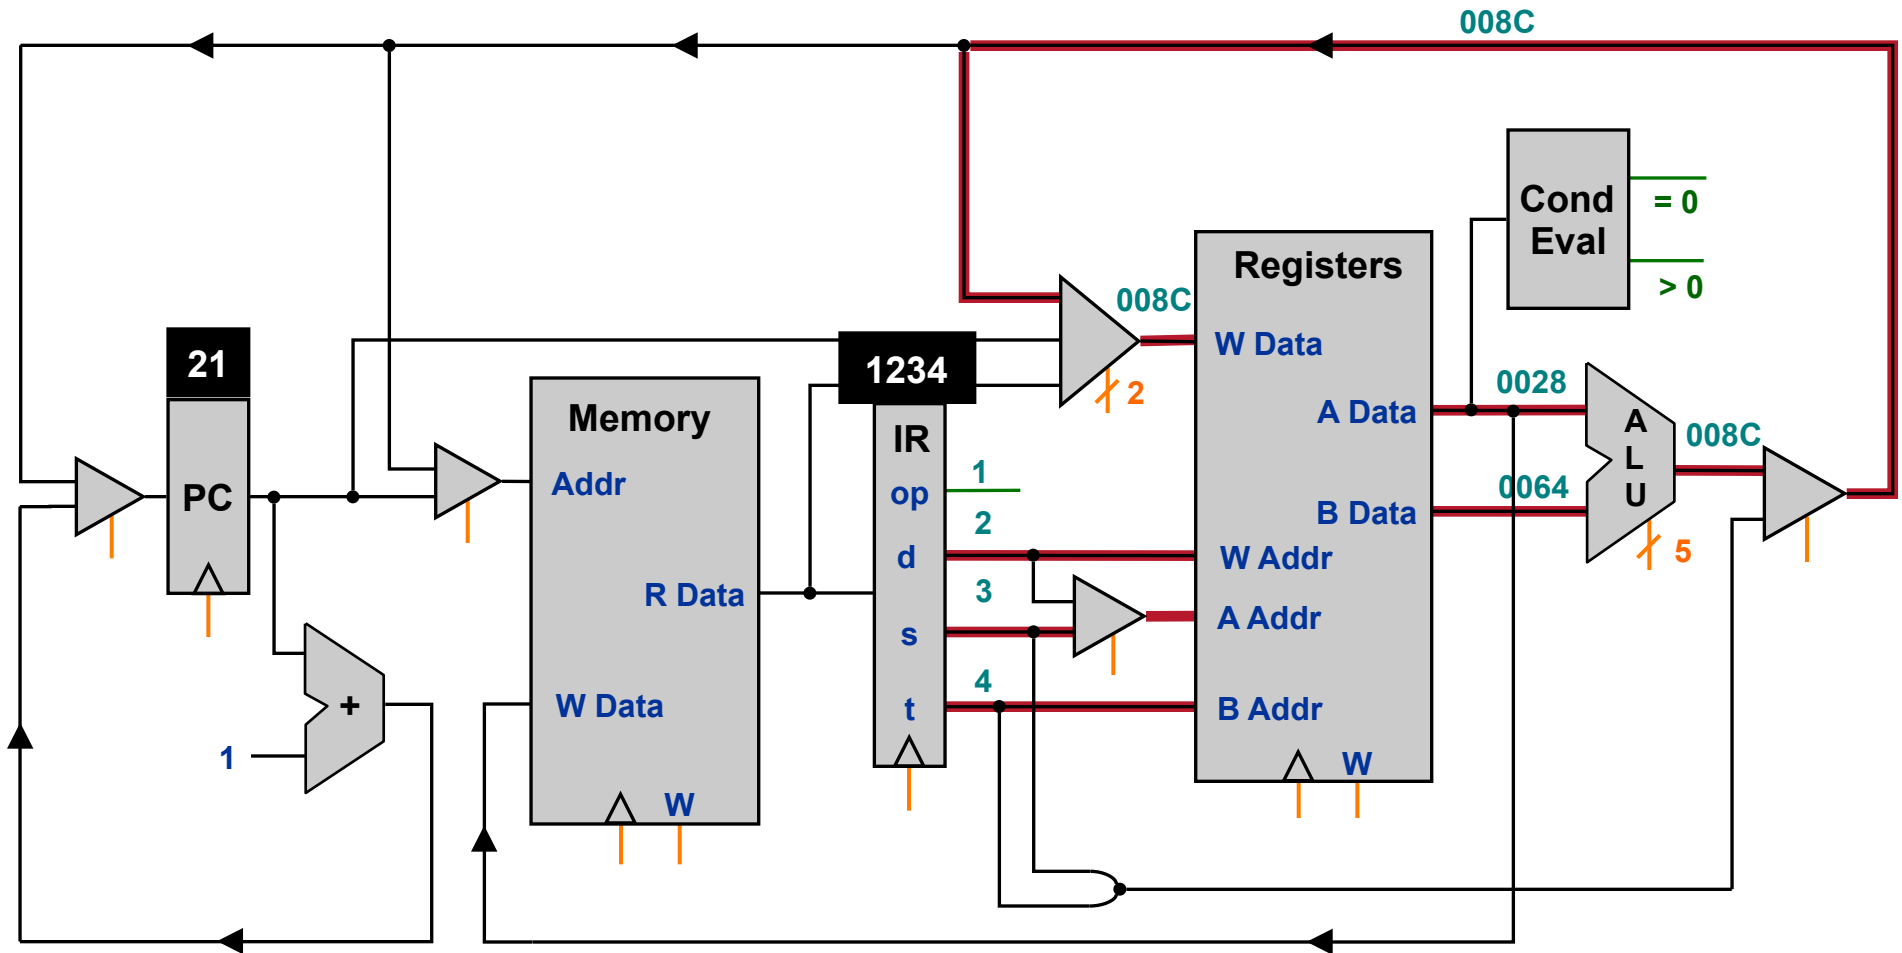 008C
Cond
Eval
= 0
> 0
Registers
008C
W Data
21
1234
2
Memory
IR
A Data
0028
A
L
U
008C
PC
Addr
1
op
0064
B Data
2
5
d
W Addr
R Data
3
A Addr
s
4
+
W Data
t
B Addr
1
W
W